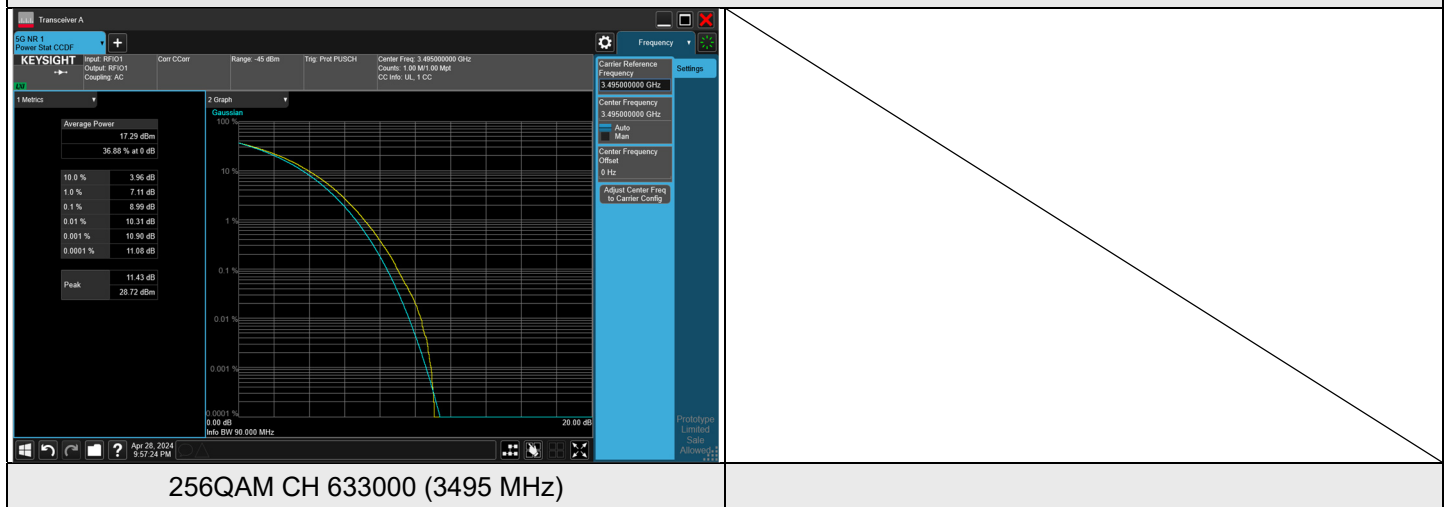 Transceiver A
5G NR 1
Power Stat CCDF
+
Frequency
KEYSIGHT
LXI
Input: RFIO1
Output: RFIO1
Coupling: AC
Corr CCorr
Range: -45 dBm
Trig: Prot PUSCH
Center Freq: 3.495000000 GHz
Counts: 1.00 M/1.00 Mpt
CC Info: UL, 1 CC
Carrier Reference
Frequency
3.495000000 GHz
Settings
Center Frequency
3.495000000 GHz
Auto
Man
Center Frequency
Offset
0 Hz
Adjust Center Freq
to Carrier Config
1 Metrics
Average Power
17.29 dBm
36.88 % at 0 dB
10.0 % 3.96 dB
1.0 % 7.11 dB
0.1 % 8.99 dB
0.01 % 10.31 dB
0.001 % 10.90 dB
0.0001 % 11.08 dB
Peak
11.43 dB
28.72 dBm
2 Graph
Gaussian
100 %
10 %
1 %
0.1 %
0.01 %
0.001 %
0.0001 %
0.00 dB 20.00 dB
Info BW 90.000 MHz
Prototype
Limited
Sale
Allowed
?
Apr 28, 2024
9:57:24 PM
256QAM CH 633000 (3495 MHz)